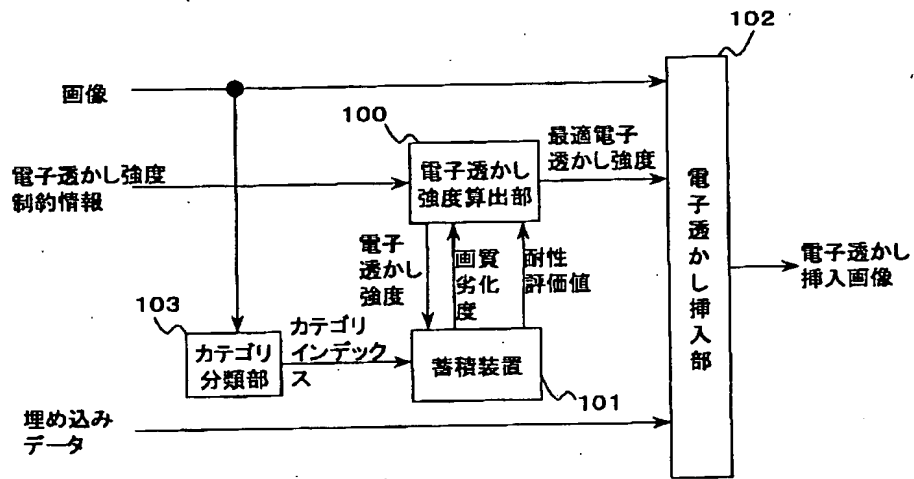 102
画像
100
最適電子
透かし強度
電子透かし強度
制約情報
電子透かし
強度算出部
電子透かし挿入部
電子
透かし
強度
画質
劣化
度
耐性
評価値
電子透かし
挿入画像
103
カテゴリ
インデック
ス
カテゴリ
分類部
蓄積装置
101
埋め込み
データ